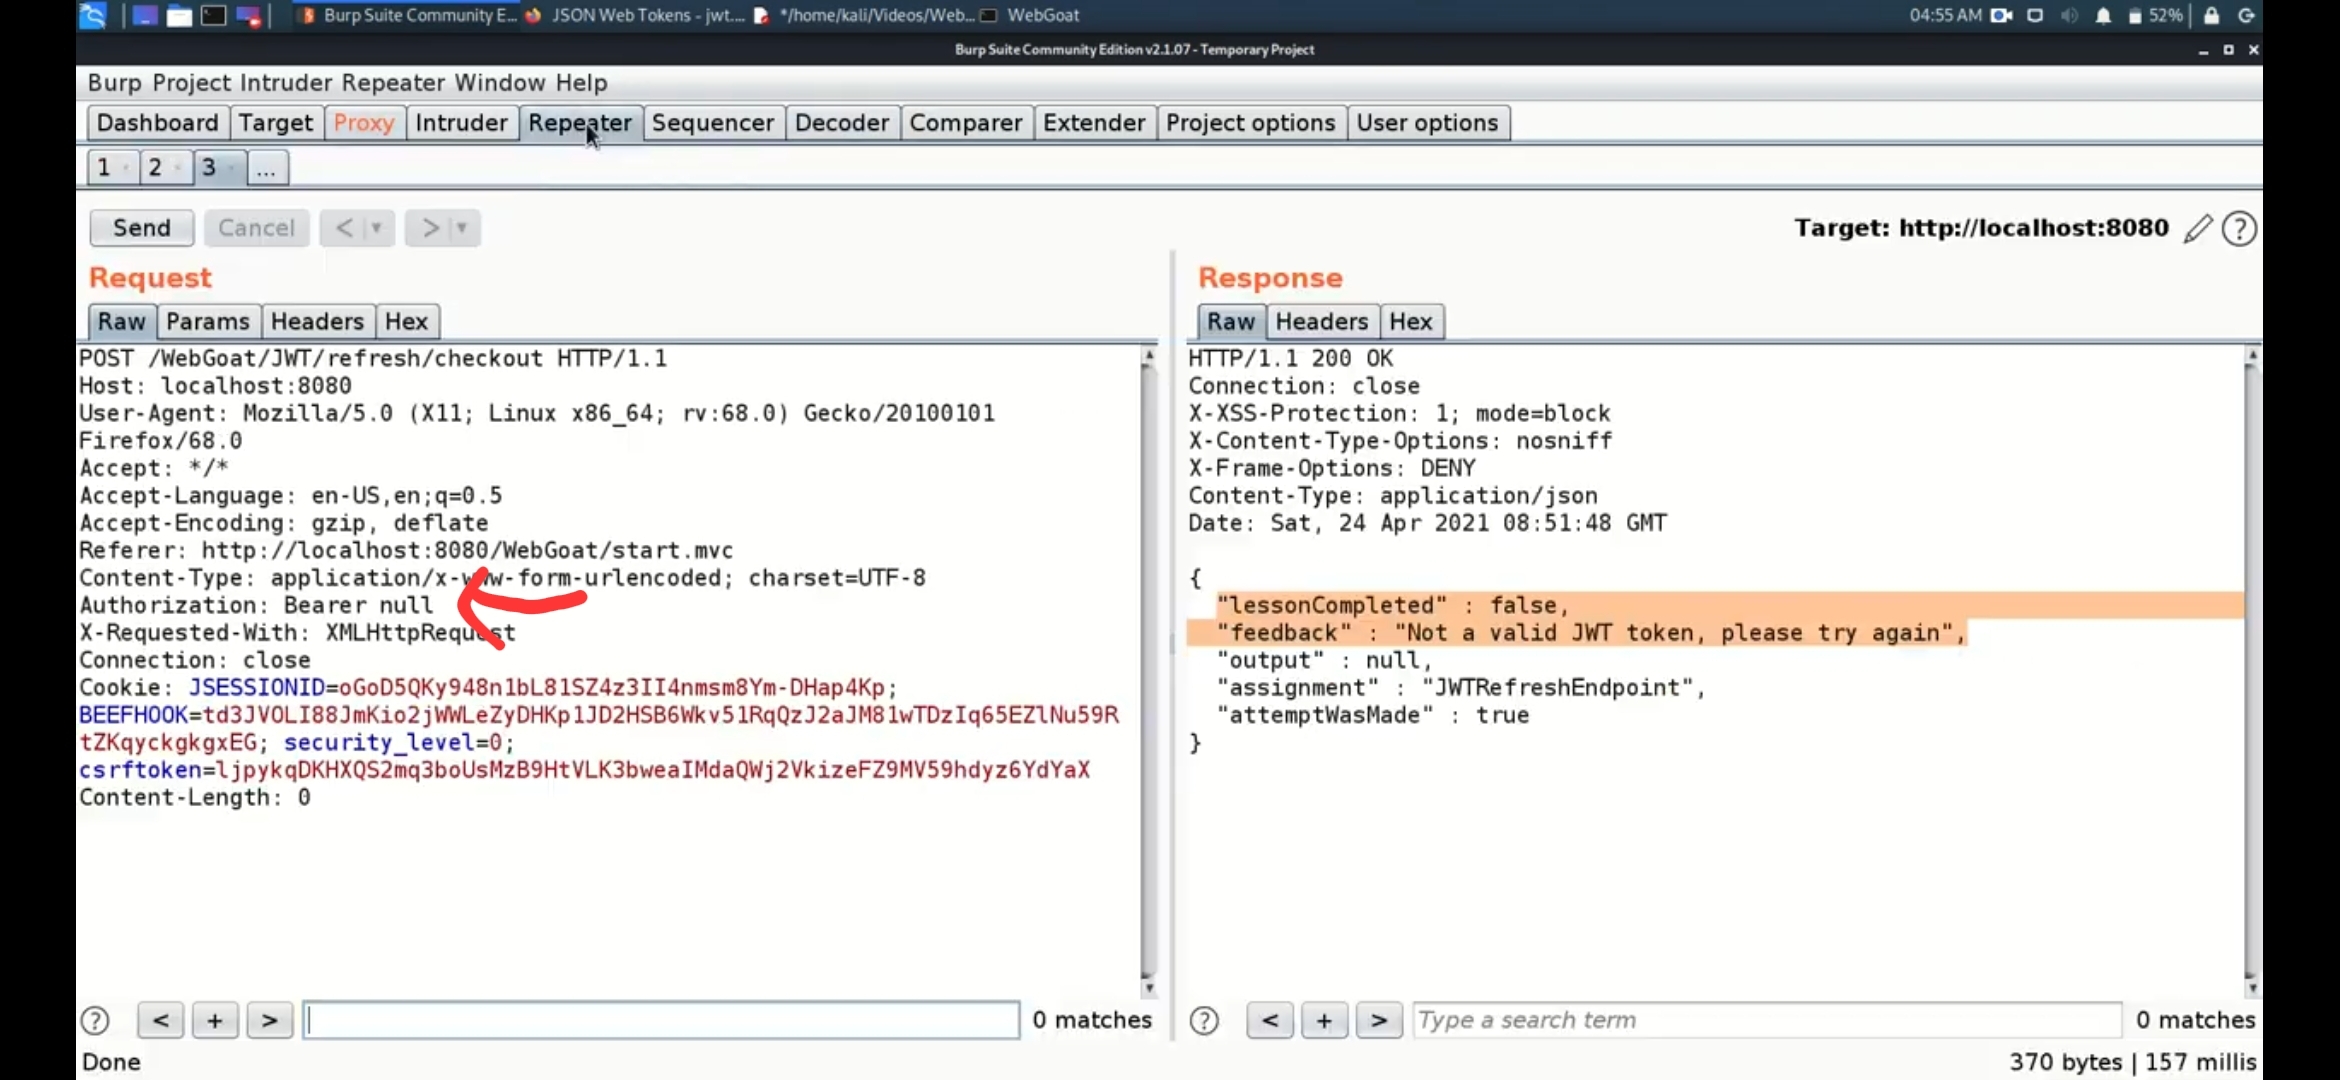 Burp Suite Community E... JSON Web Tokens - jwt.... */home/kali/Videos/Web... WebGoat 04:55 AM 52%
Burp Suite Community Edition v2.1.07 - Temporary Project
Burp Project Intruder Repeater Window Help
Dashboard Target Proxy Intruder Repeater Sequencer Decoder Comparer Extender Project options User options
1 2 3 ...
Send Cancel < > Target: http://localhost:8080 ?
Request
Raw Params Headers Hex
POST /WebGoat/JWT/refresh/checkout HTTP/1.1
Host: localhost:8080
User-Agent: Mozilla/5.0 (X11; Linux x86_64; rv:68.0) Gecko/20100101
Firefox/68.0
Accept: */*
Accept-Language: en-US,en;q=0.5
Accept-Encoding: gzip, deflate
Referer: http://localhost:8080/WebGoat/start.mvc
Content-Type: application/x-www-form-urlencoded; charset=UTF-8
Authorization: Bearer null
X-Requested-With: XMLHttpRequest
Connection: close
Cookie: JSESSIONID=oGoD5QKy948n1bL81SZ4z3II4nmsm8Ym-DHap4Kp;
BEEFHOOK=td3JVOLI88JmKio2jWWLeZyDHKp1JD2HSB6Wkv51RqQzJ2aJM81wTDzIq65EZlNu59R
tZKqyckgkgxEG; security_level=0;
csrftoken=ljpykqDKHXQS2mq3boUsMzB9HtVLK3bweaIMdaQWj2VkizeFZ9MV59hdyz6YdYaX
Content-Length: 0
? < + > 0 matches
Done
Response
Raw Headers Hex
HTTP/1.1 200 OK
Connection: close
X-XSS-Protection: 1; mode=block
X-Content-Type-Options: nosniff
X-Frame-Options: DENY
Content-Type: application/json
Date: Sat, 24 Apr 2021 08:51:48 GMT
{
"lessonCompleted" : false,
"feedback" : "Not a valid JWT token, please try again",
"output" : null,
"assignment" : "JWTRefreshEndpoint",
"attemptWasMade" : true
}
? < + > Type a search term 0 matches
370 bytes | 157 millis